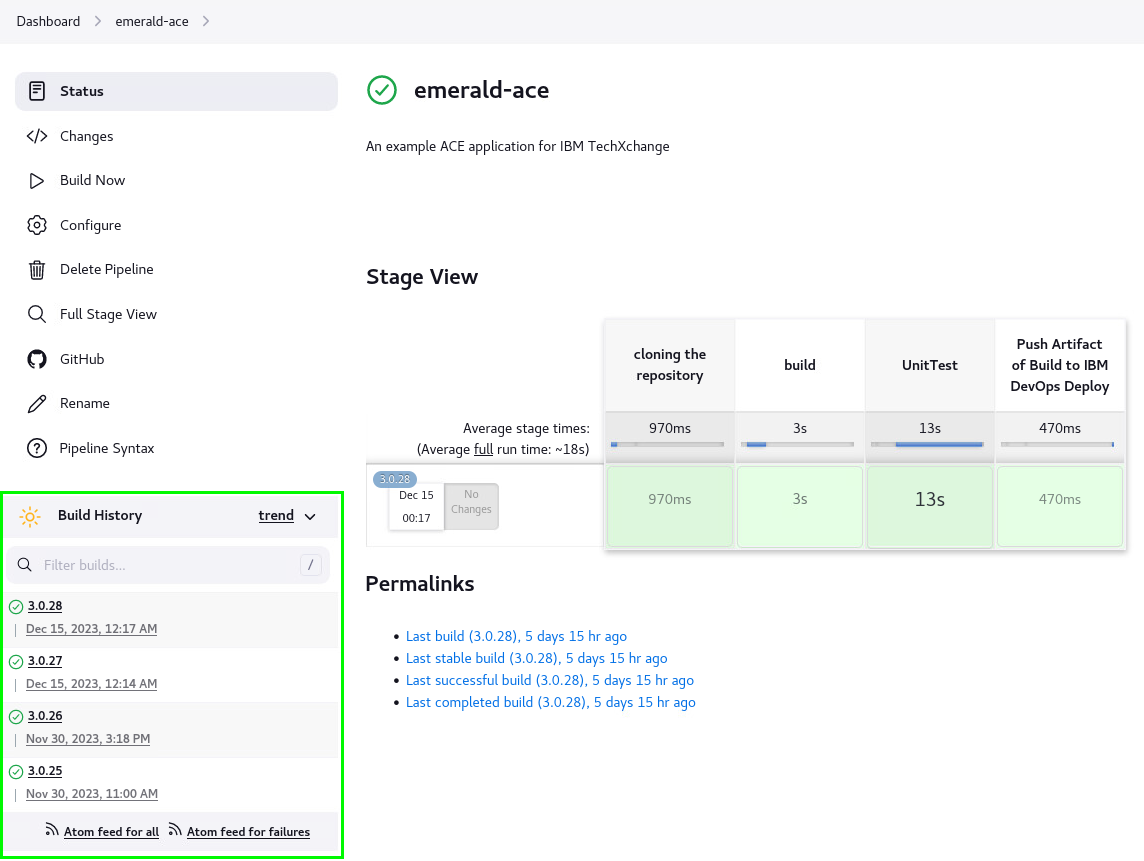 Dashboard
emerald-ace
Status
Changes
Build Now
Configure
Delete Pipeline
Full Stage View
GitHub
Rename
Pipeline Syntax
Build History
trend
Filter builds...
/
3.0.28
Dec 15, 2023, 12:17 AM
3.0.27
Dec 15, 2023, 12:14 AM
3.0.26
Nov 30, 2023, 3:18 PM
3.0.25
Nov 30, 2023, 11:00 AM
Atom feed for all
Atom feed for failures
emerald-ace
An example ACE application for IBM TechXchange
Stage View
cloning the
repository
build
UnitTest
Push Artifact
of Build to IBM
DevOps Deploy
Average stage times:
(Average full run time: ~18s)
970ms
3s
13s
470ms
3.0.28
Dec 15
00:17
No
Changes
970ms
3s
13s
470ms
Permalinks
Last build (3.0.28), 5 days 15 hr ago
Last stable build (3.0.28), 5 days 15 hr ago
Last successful build (3.0.28), 5 days 15 hr ago
Last completed build (3.0.28), 5 days 15 hr ago